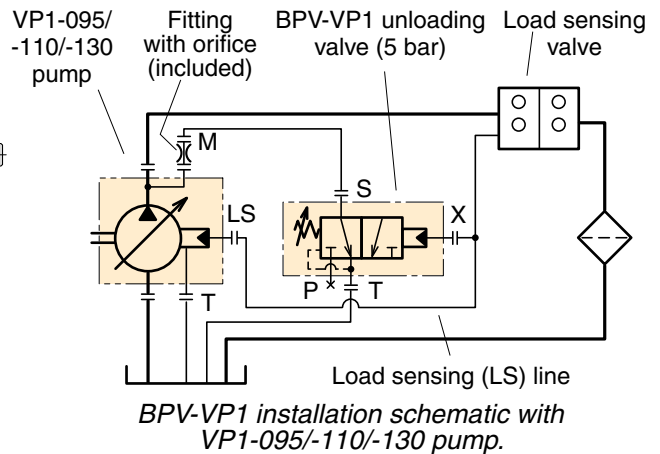 VP1-095/
-110/-130
pump
Fitting
with orifice
(included)
BPV-VP1 unloading
valve (5 bar)
Load sensing
valve
M
S
LS
X
T
P
T
Load sensing (LS) line
BPV-VP1 installation schematic with
VP1-095/-110/-130 pump.